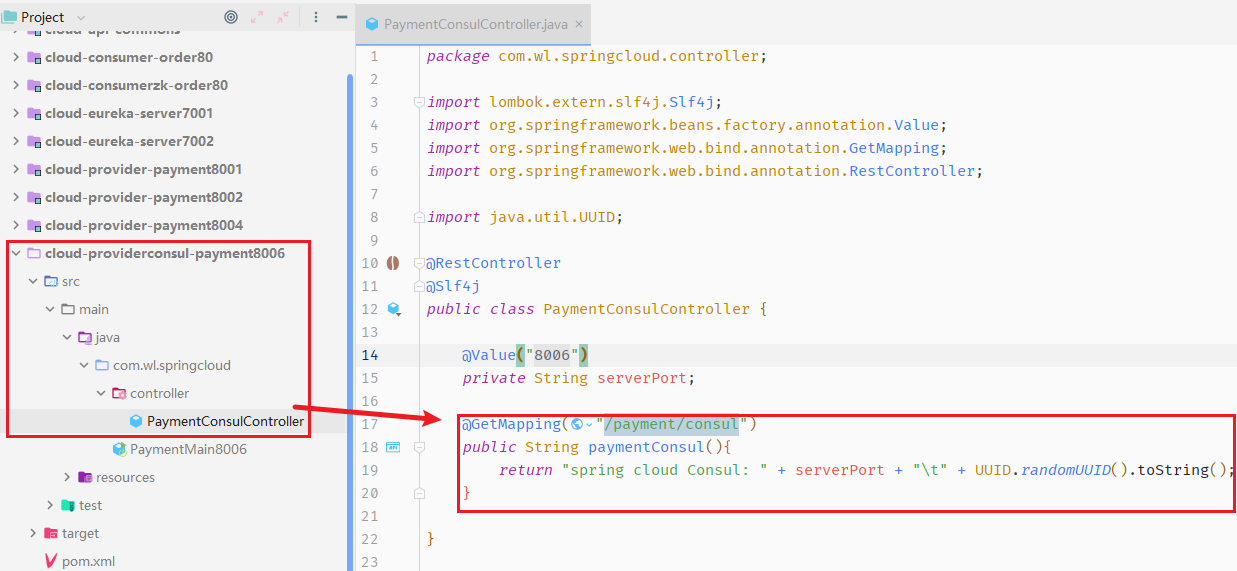 Project
cloud-api-commons
cloud-consumer-order80
cloud-consumerzk-order80
cloud-eureka-server7001
cloud-eureka-server7002
cloud-provider-payment8001
cloud-provider-payment8002
cloud-provider-payment8004
cloud-providerconsul-payment8006
src
main
java
com.wl.springcloud
controller
PaymentConsulController
PaymentMain8006
resources
test
target
pom.xml
PaymentConsulController.java ×
1 package com.wl.springcloud.controller;
2
3 import lombok.extern.slf4j.Slf4j;
4 import org.springframework.beans.factory.annotation.Value;
5 import org.springframework.web.bind.annotation.GetMapping;
6 import org.springframework.web.bind.annotation.RestController;
7
8 import java.util.UUID;
9
10 @RestController
11 @Slf4j
12 public class PaymentConsulController {
13
14 @Value("8006")
15 private String serverPort;
16
17 @GetMapping("/payment/consul")
18 public String paymentConsul(){
19 return "spring cloud Consul: " + serverPort + "\t" + UUID.randomUUID().toString();
20 }
21
22 }
23